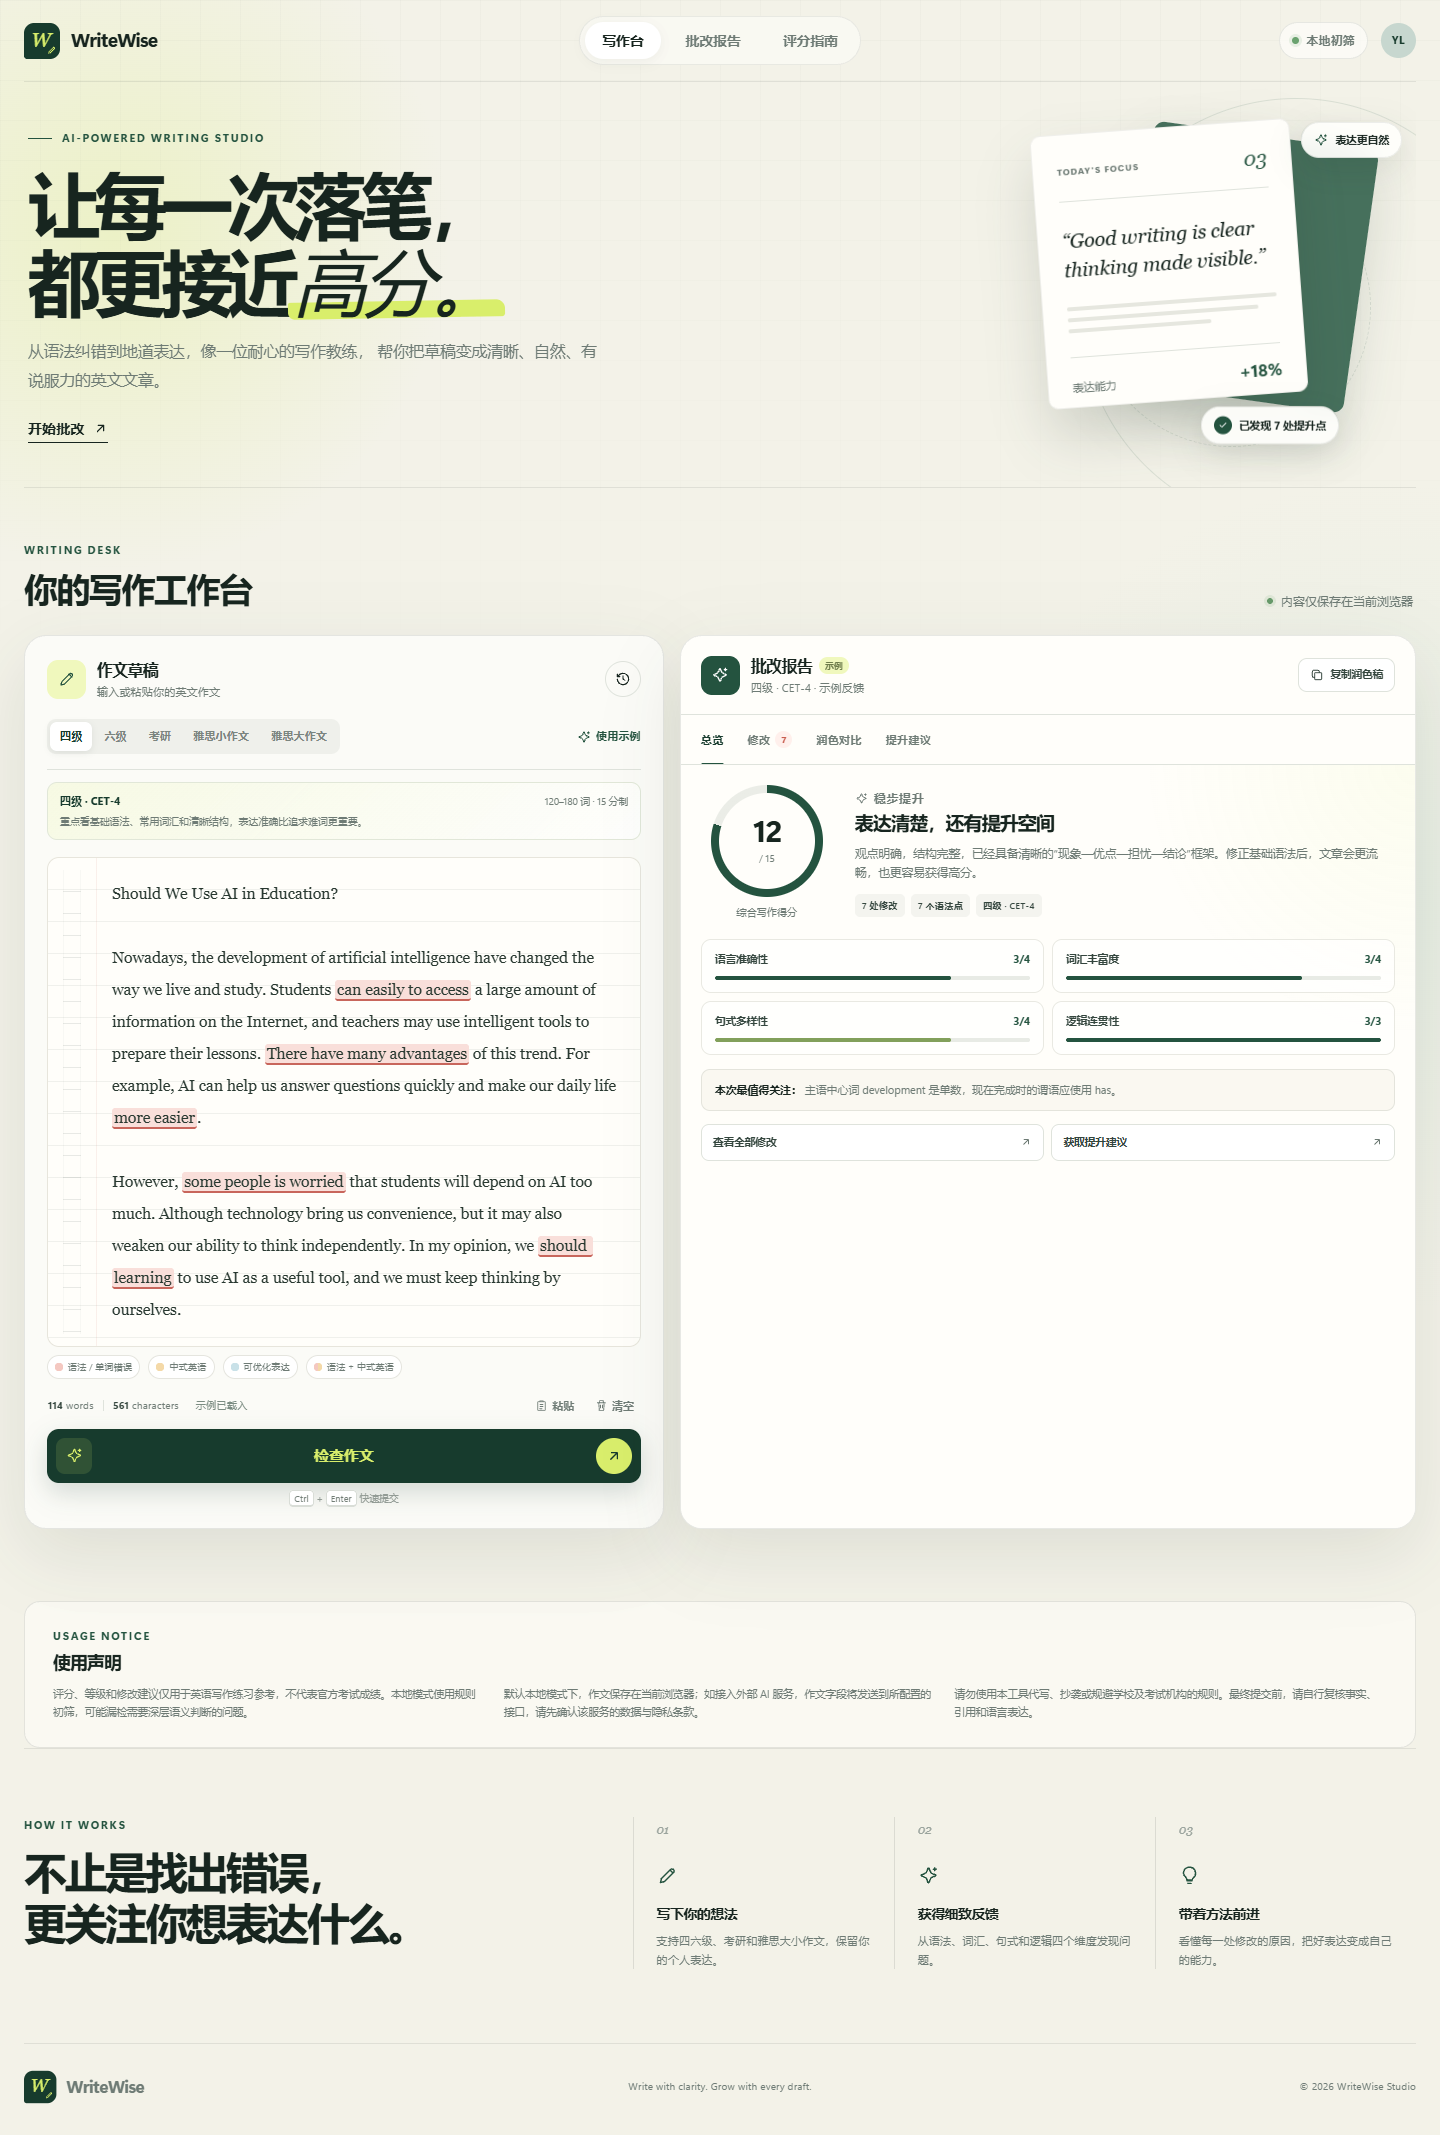 WriteWise
写作台
批改报告
评分指南
本地初筛
YL
AI-POWERED WRITING STUDIO
让每一次落笔，
都更接近高分。
从语法纠错到地道表达，像一位耐心的写作教练， 帮你把草稿变成清晰、自然、有
说服力的英文文章。
开始批改
TODAY'S FOCUS
03
“Good writing is clear
thinking made visible.”
表达能力
+18%
表达更自然
已发现 7 处提升点
WRITING DESK
你的写作工作台
内容仅保存在当前浏览器
作文草稿
输入或粘贴你的英文作文
四级
六级
考研
雅思小作文
雅思大作文
使用示例
四级 · CET-4
120–180 词 · 15 分制
重点看基础语法、常用词汇和清晰结构，表达准确比追求难词更重要。
Should We Use AI in Education?
Nowadays, the development of artificial intelligence have changed the
way we live and study. Students can easily to access a large amount of
information on the Internet, and teachers may use intelligent tools to
prepare their lessons. There have many advantages of this trend. For
example, AI can help us answer questions quickly and make our daily life
more easier.
However, some people is worried that students will depend on AI too
much. Although technology bring us convenience, but it may also
weaken our ability to think independently. In my opinion, we should
learning to use AI as a useful tool, and we must keep thinking by
ourselves.
语法 / 单词错误
中式英语
可优化表达
语法 + 中式英语
114 words
561 characters
示例已载入
粘贴
清空
检查作文
Ctrl + Enter 快速提交
批改报告 示例
四级 · CET-4 · 示例反馈
复制润色稿
总览
修改 7
润色对比
提升建议
12
/ 15
综合写作得分
稳步提升
表达清楚，还有提升空间
观点明确，结构完整，已经具备清晰的“现象—优点—担忧—结论”框架。修正基础语法后，文章会更流
畅，也更容易获得高分。
7 处修改
7 个语法点
四级 · CET-4
语言准确性 3/4
词汇丰富度 3/4
句式多样性 3/4
逻辑连贯性 3/3
本次最值得关注： 主语中心词 development 是单数，现在完成时的谓语应使用 has。
查看全部修改
获取提升建议
USAGE NOTICE
使用声明
评分、等级和修改建议仅用于英语写作练习参考，不代表官方考试成绩。本地模式使用规则
初筛，可能漏检需要深层语义判断的问题。
默认本地模式下，作文保存在当前浏览器；如接入外部 AI 服务，作文字段将发送到所配置的
接口，请先确认该服务的数据与隐私条款。
请勿使用本工具代写、抄袭或规避学校及考试机构的规则。最终提交前，请自行复核事实、
引用和语言表达。
HOW IT WORKS
不止是找出错误，
更关注你想表达什么。
01
写下你的想法
支持四六级、考研和雅思大小作文，保留你
的个人表达。
02
获得细致反馈
从语法、词汇、句式和逻辑四个维度发现问
题。
03
带着方法前进
看懂每一处修改的原因，把好表达变成自己
的能力。
WriteWise
Write with clarity. Grow with every draft.
© 2026 WriteWise Studio